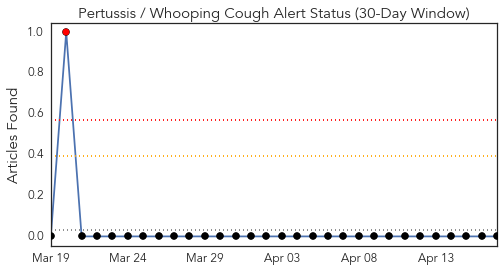 Pertussis / Whooping Cough Alert Status (30-Day Window)
Articles Found
1.0
0.8
0.6
0.4
0.2
0.0
Mar 19 Mar 24 Mar 29 Apr 03 Apr 08 Apr 13